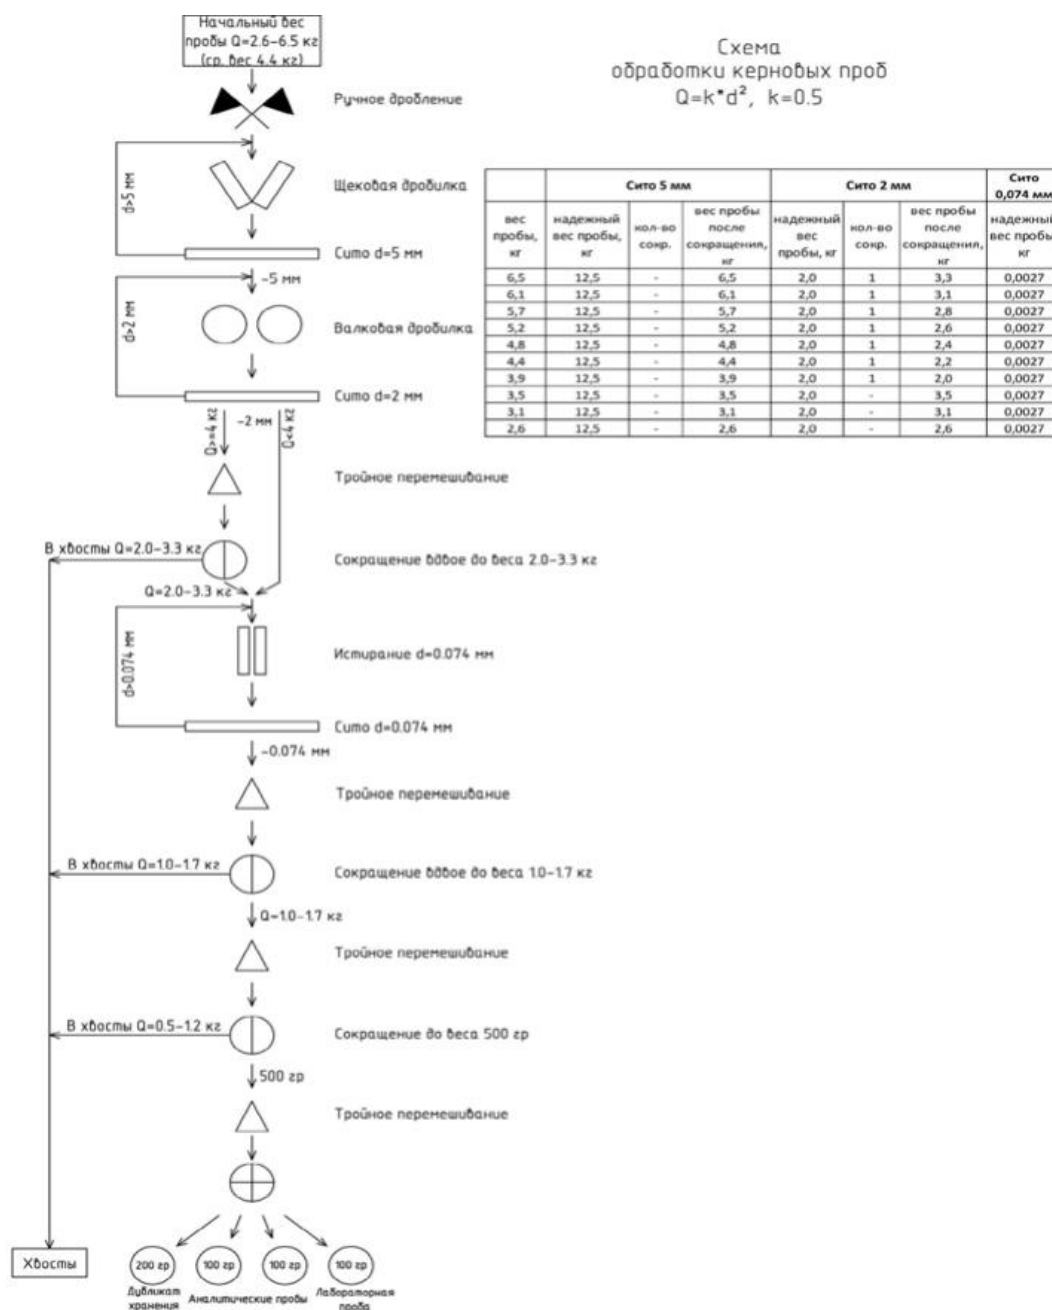 Начальный вес
пробы Q=2.6-6.5 кг
(ср. вес 4.4 кг)
Схема
обработки керновых проб
Q=k*d², k=0.5
Ручное дробление
d>5 мм
Щековая дробилка
Сито d=5 мм
-5 мм
d>2 мм
Валковая дробилка
Сито d=2 мм
Q>=4 кг
-2 мм
Q<4 кг
Сито 5 мм Сито 2 мм Сито 0,074 мм
вес пробы, кг надежный вес пробы, кг кол-во сокр. вес пробы после сокращения, кг надежный вес пробы, кг кол-во сокр. вес пробы после сокращения, кг надежный вес пробы кг
6,5 12,5 - 6,5 2,0 1 3,3 0,0027
6,1 12,5 - 6,1 2,0 1 3,1 0,0027
5,7 12,5 - 5,7 2,0 1 2,8 0,0027
5,2 12,5 - 5,2 2,0 1 2,6 0,0027
4,8 12,5 - 4,8 2,0 1 2,4 0,0027
4,4 12,5 - 4,4 2,0 1 2,2 0,0027
3,9 12,5 - 3,9 2,0 1 2,0 0,0027
3,5 12,5 - 3,5 2,0 - 3,5 0,0027
3,1 12,5 - 3,1 2,0 - 3,1 0,0027
2,6 12,5 - 2,6 2,0 - 2,6 0,0027
Тройное перемешивание
В хвосты Q=2.0-3.3 кг
Сокращение вдвое до веса 2.0-3.3 кг
Q=2.0-3.3 кг
d>0.074 мм
Истирание d=0.074 мм
Сито d=0.074 мм
-0.074 мм
Тройное перемешивание
В хвосты Q=1.0-1.7 кг
Сокращение вдвое до веса 1.0-1.7 кг
Q=1.0-1.7 кг
Тройное перемешивание
В хвосты Q=0.5-1.2 кг
Сокращение до веса 500 гр
500 гр
Тройное перемешивание
Хвосты
200 гр 100 гр 100 гр 100 гр
Дубликат хранения
Аналитические пробы
Лабораторная проба